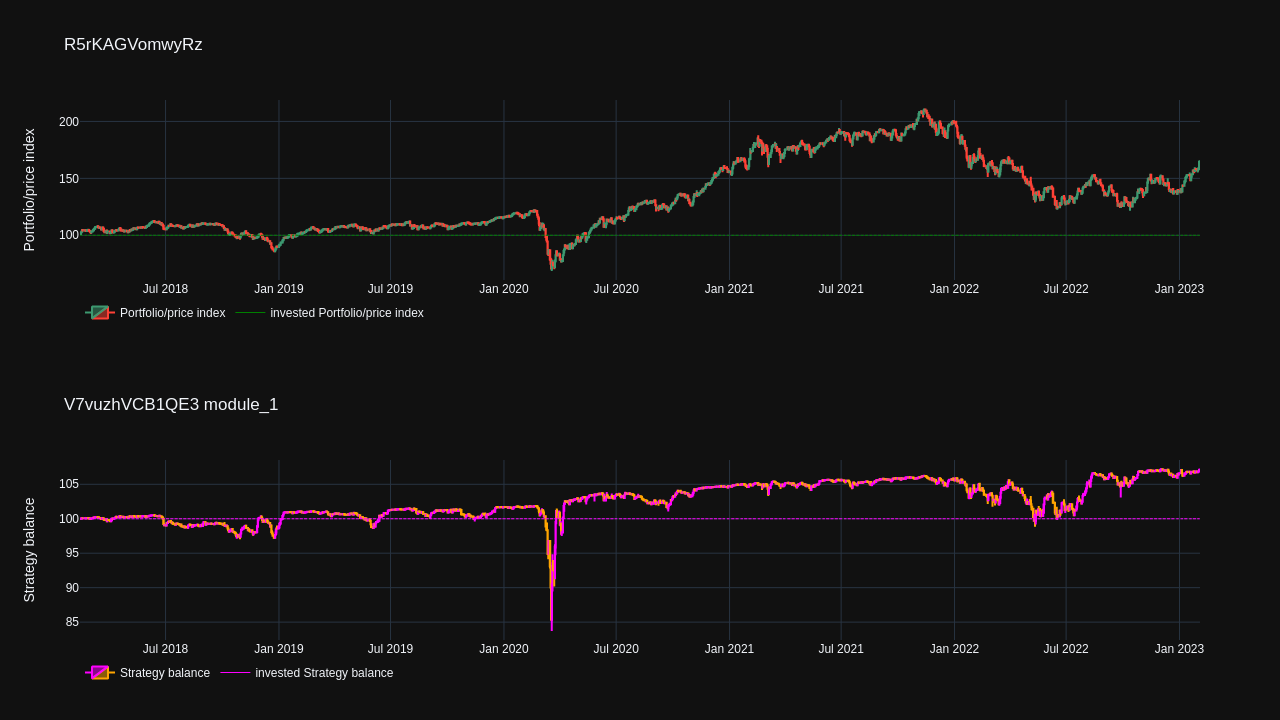 R5rKAGVomwyRz
Portfolio/price index
200
150
100
Jul 2018 Jan 2019 Jul 2019 Jan 2020 Jul 2020 Jan 2021 Jul 2021 Jan 2022 Jul 2022 Jan 2023
Portfolio/price index invested Portfolio/price index
V7vuzhVCB1QE3 module_1
Strategy balance
105
100
95
90
85
Jul 2018 Jan 2019 Jul 2019 Jan 2020 Jul 2020 Jan 2021 Jul 2021 Jan 2022 Jul 2022 Jan 2023
Strategy balance invested Strategy balance